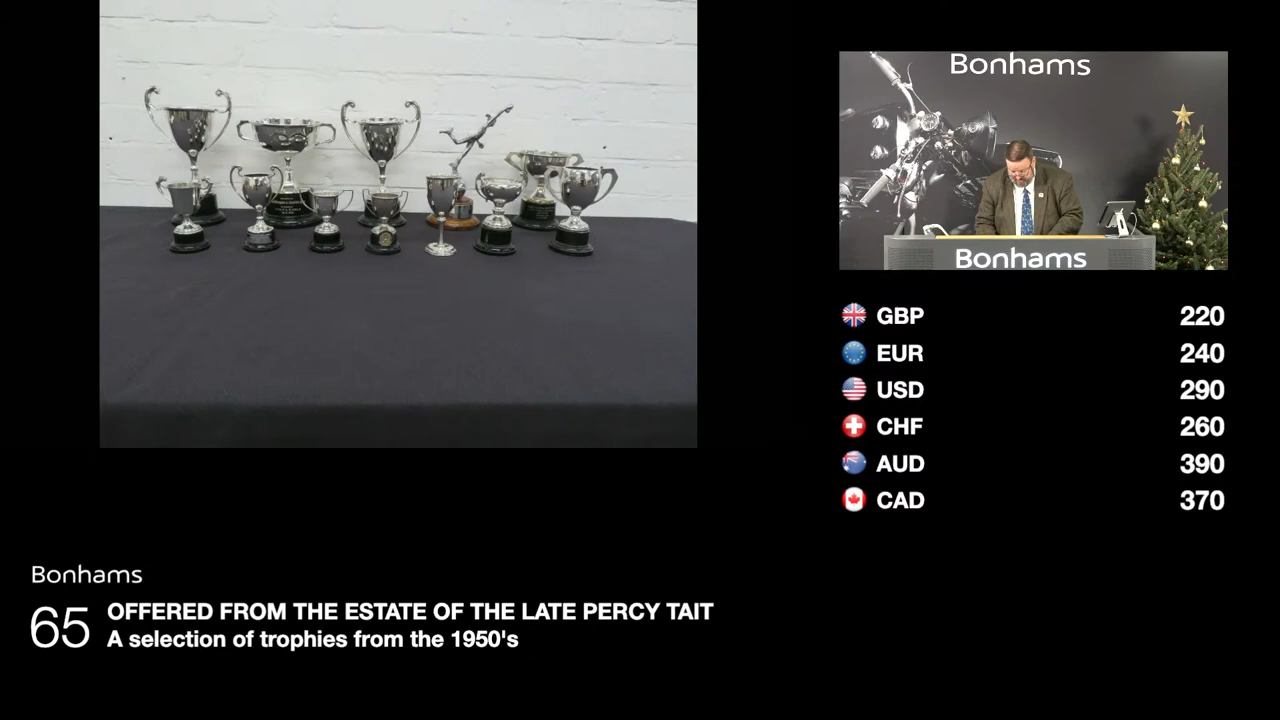 Bonhams
Bonhams
GBP 220
EUR 240
USD 290
CHF 260
AUD 390
CAD 370
Bonhams
65
OFFERED FROM THE ESTATE OF THE LATE PERCY TAIT
A selection of trophies from the 1950's